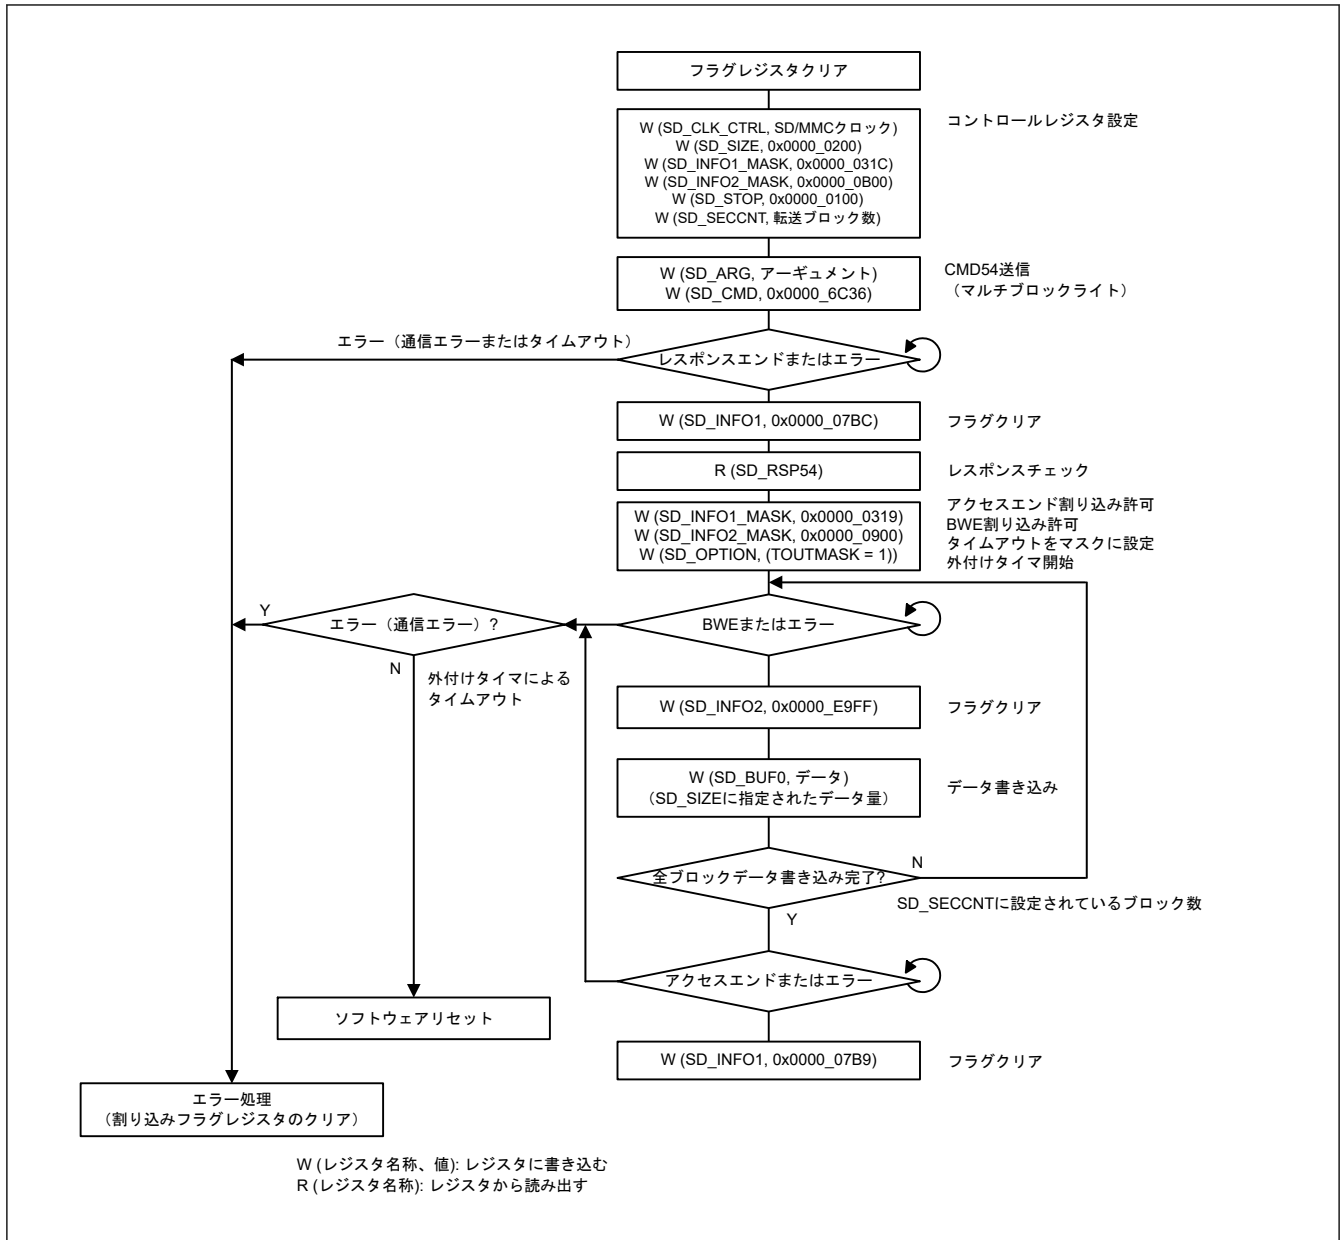 フラグレジスタクリア
W (SD_CLK_CTRL, SD/MMCクロック)
W (SD_SIZE, 0x0000_0200)
W (SD_INFO1_MASK, 0x0000_031C)
W (SD_INFO2_MASK, 0x0000_0B00)
W (SD_STOP, 0x0000_0100)
W (SD_SECCNT, 転送ブロック数)
コントロールレジスタ設定
W (SD_ARG, アーギュメント)
W (SD_CMD, 0x0000_6C36)
CMD54送信
（マルチブロックライト）
エラー（通信エラーまたはタイムアウト）
レスポンスエンドまたはエラー
W (SD_INFO1, 0x0000_07BC)
フラグクリア
R (SD_RSP54)
レスポンスチェック
W (SD_INFO1_MASK, 0x0000_0319)
W (SD_INFO2_MASK, 0x0000_0900)
W (SD_OPTION, (TOUTMASK = 1))
アクセスエンド割り込み許可
BWE割り込み許可
タイムアウトをマスクに設定
外付けタイマ開始
Y
エラー（通信エラー）?
BWEまたはエラー
N
外付けタイマによる
タイムアウト
W (SD_INFO2, 0x0000_E9FF)
フラグクリア
W (SD_BUF0, データ)
（SD_SIZEに指定されたデータ量）
データ書き込み
全ブロックデータ書き込み完了?
N
SD_SECCNTに設定されているブロック数
Y
アクセスエンドまたはエラー
ソフトウェアリセット
W (SD_INFO1, 0x0000_07B9)
フラグクリア
エラー処理
（割り込みフラグレジスタのクリア）
W (レジスタ名称、値): レジスタに書き込む
R (レジスタ名称): レジスタから読み出す